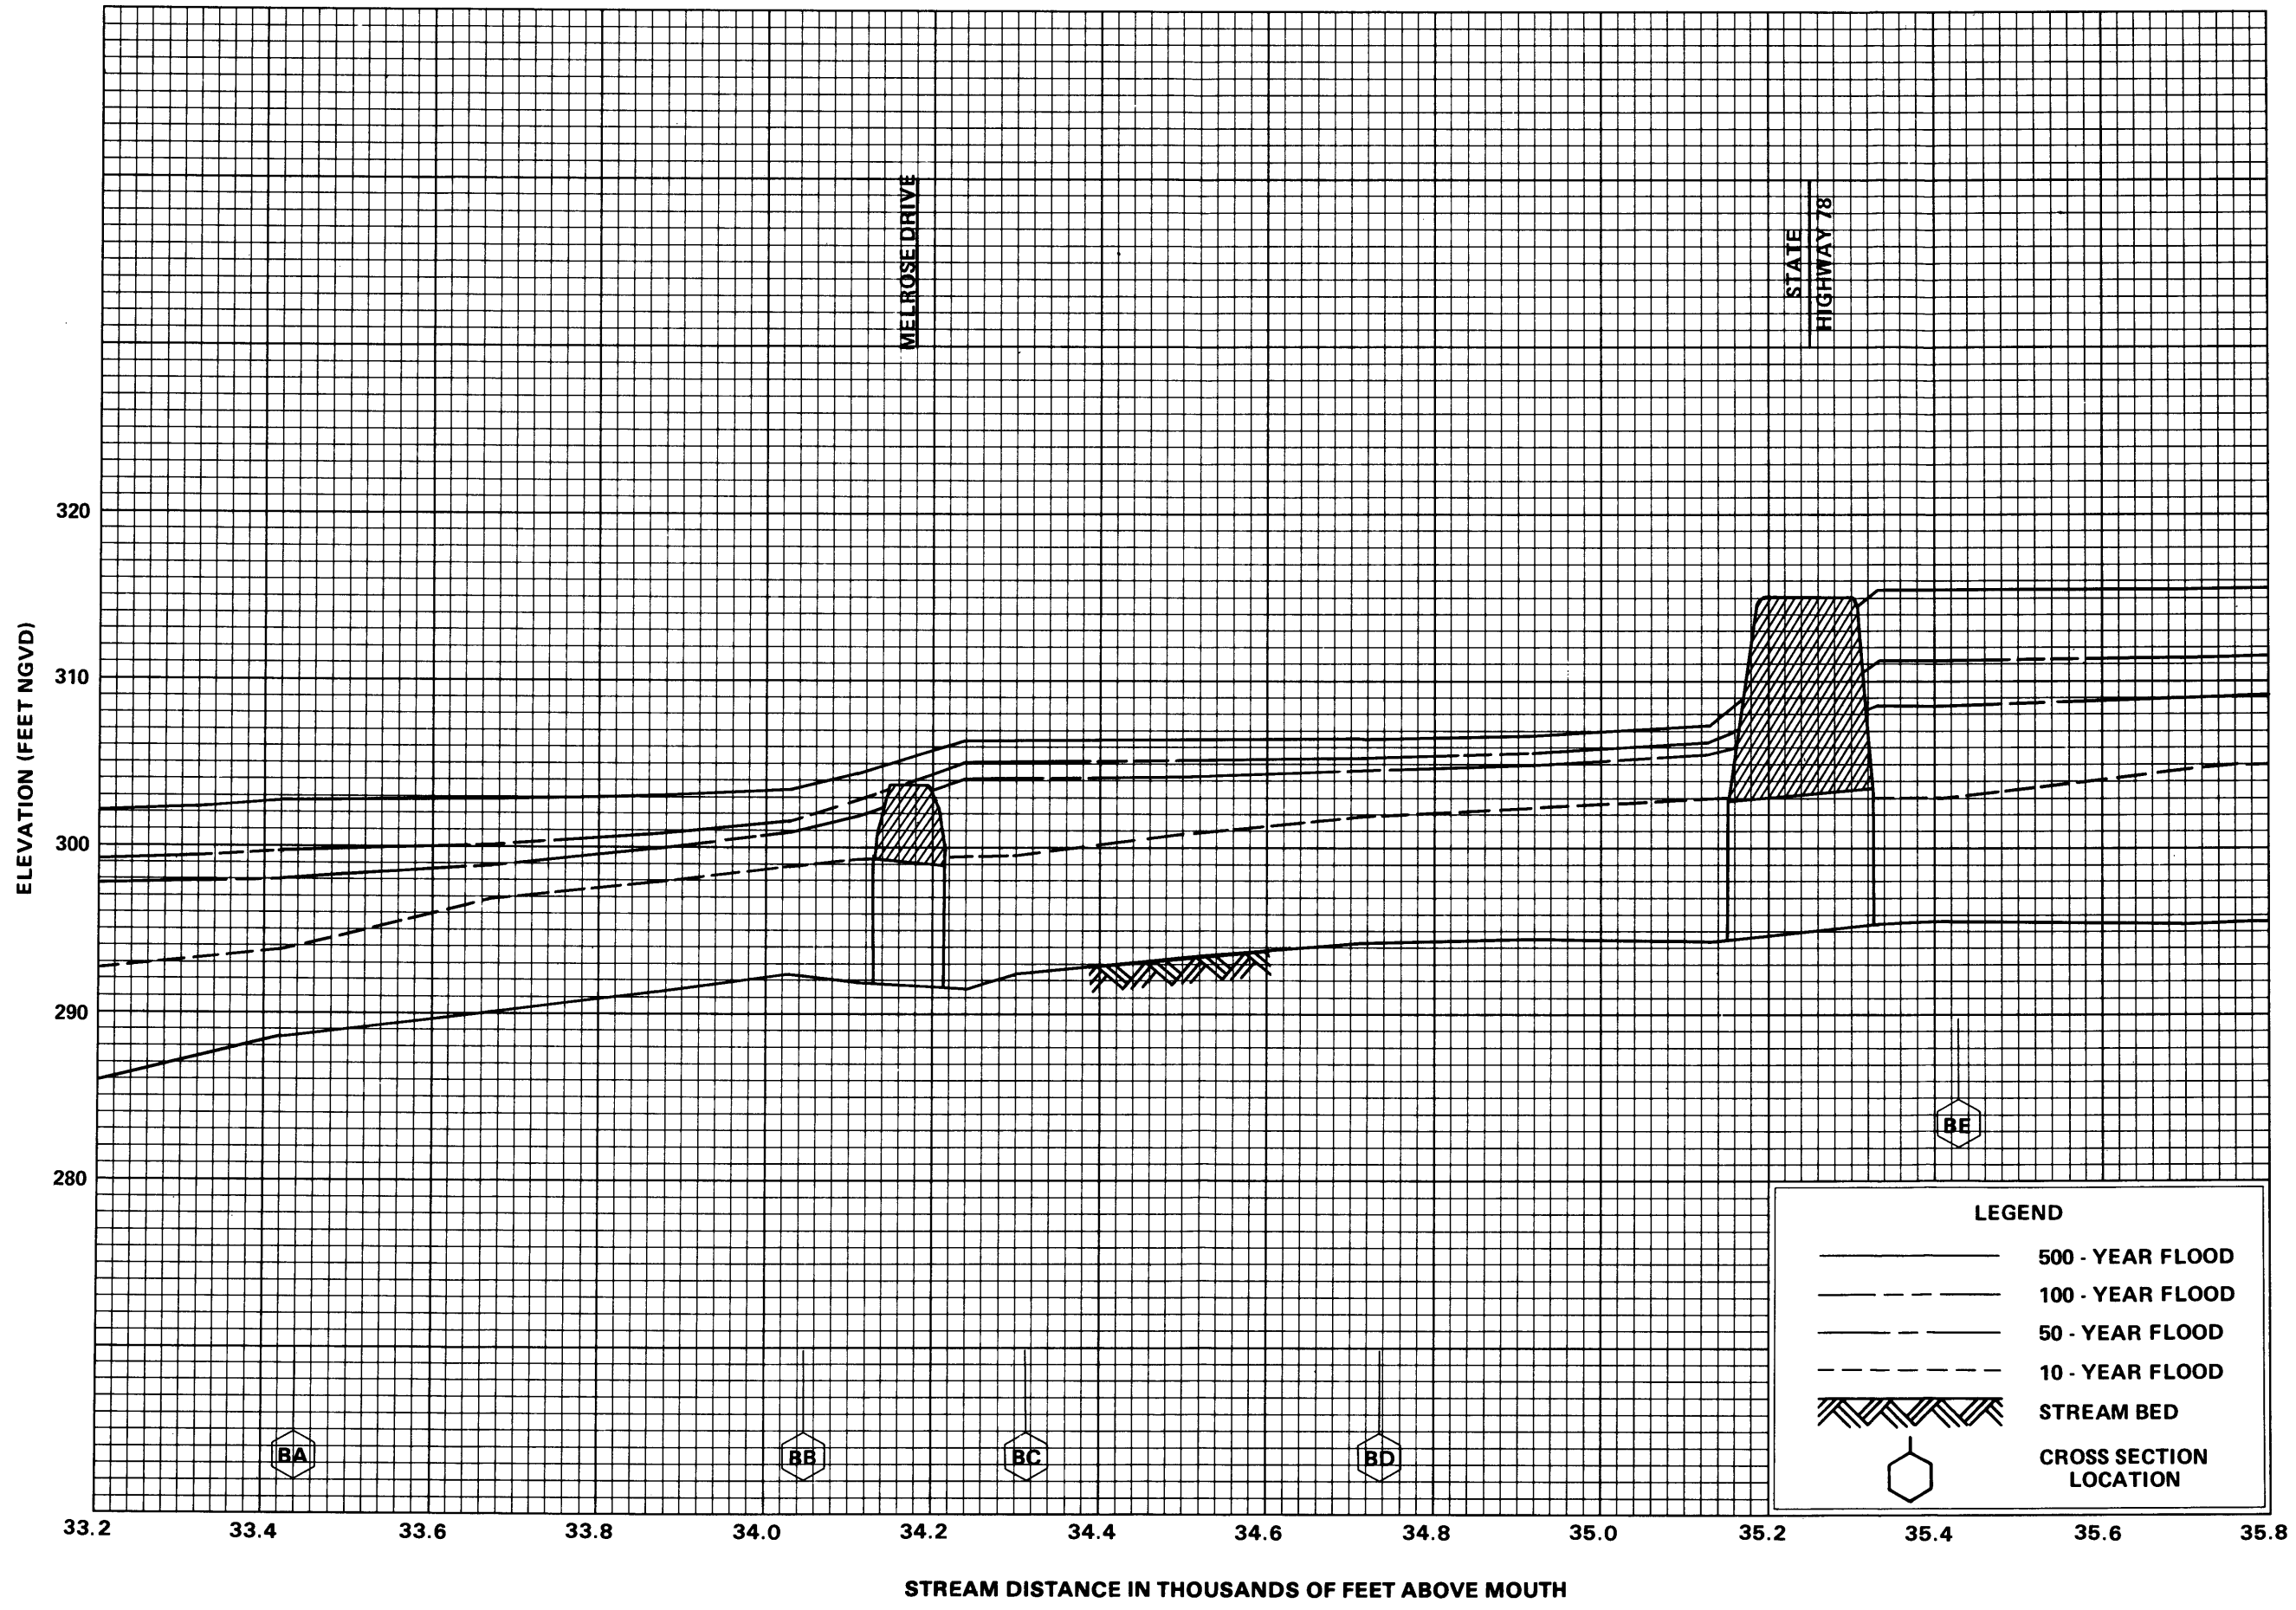 MELROSE DRIVE
STATE
HIGHWAY 78
ELEVATION (FEET NGVD)
320
310
300
290
280
BE
BA
BB
BC
BD
LEGEND
500 - YEAR FLOOD
100 - YEAR FLOOD
50 - YEAR FLOOD
10 - YEAR FLOOD
STREAM BED
CROSS SECTION
LOCATION
33.2 33.4 33.6 33.8 34.0 34.2 34.4 34.6 34.8 35.0 35.2 35.4 35.6 35.8
STREAM DISTANCE IN THOUSANDS OF FEET ABOVE MOUTH